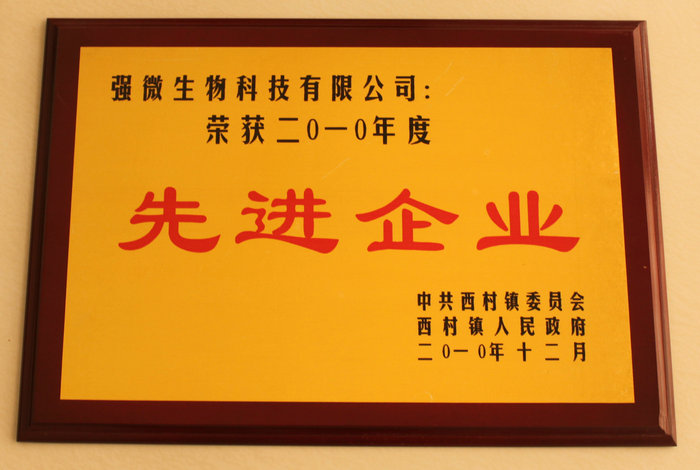 强微生物科技有限公司:
荣获二0一0年度
先进企业
中共西村镇委员会
西村镇人民政府
二0一0年十二月